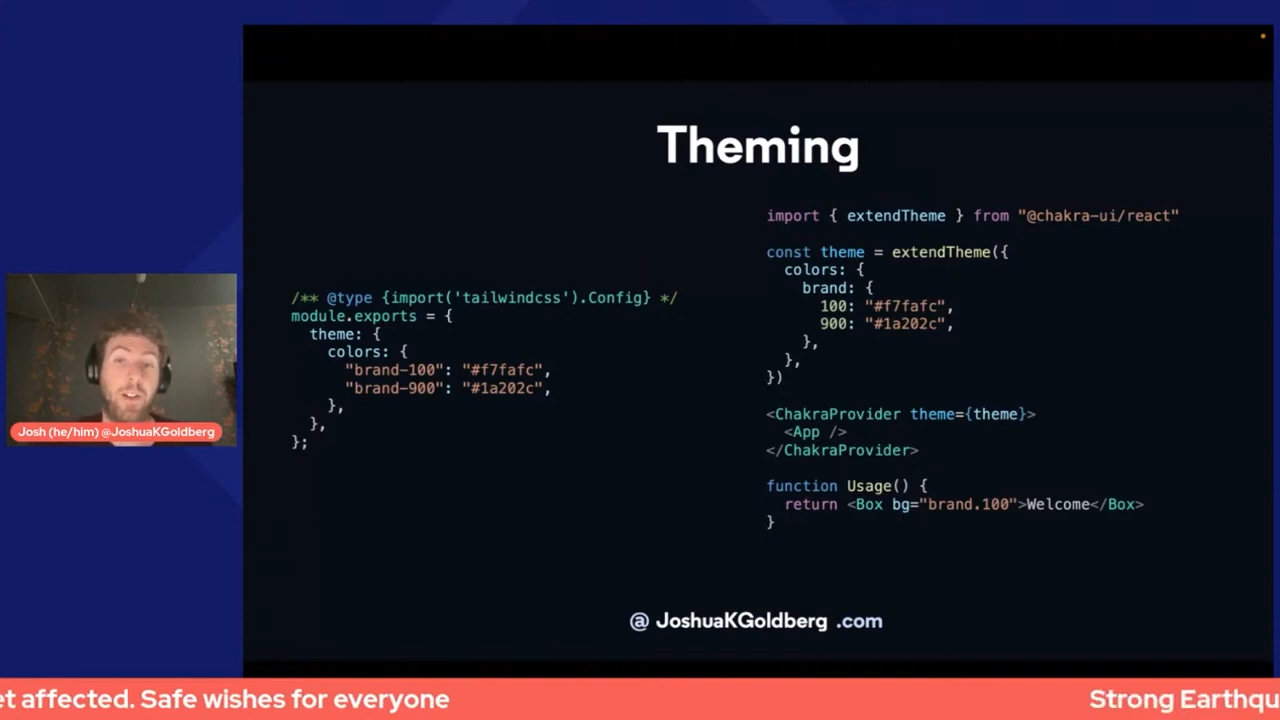 Theming
/** @type {import('tailwindcss').Config} */
module.exports = {
  theme: {
    colors: {
      "brand-100": "#f7fafc",
      "brand-900": "#1a202c",
    },
  },
};
import { extendTheme } from "@chakra-ui/react"
const theme = extendTheme({
  colors: {
    brand: {
      100: "#f7fafc",
      900: "#1a202c",
    },
  },
})
<ChakraProvider theme={theme}>
  <App />
</ChakraProvider>
function Usage() {
  return <Box bg="brand.100">Welcome</Box>
}
@ JoshuaKGoldberg .com
Josh (he/him) @JoshuaKGoldberg
affected. Safe wishes for everyone
Strong